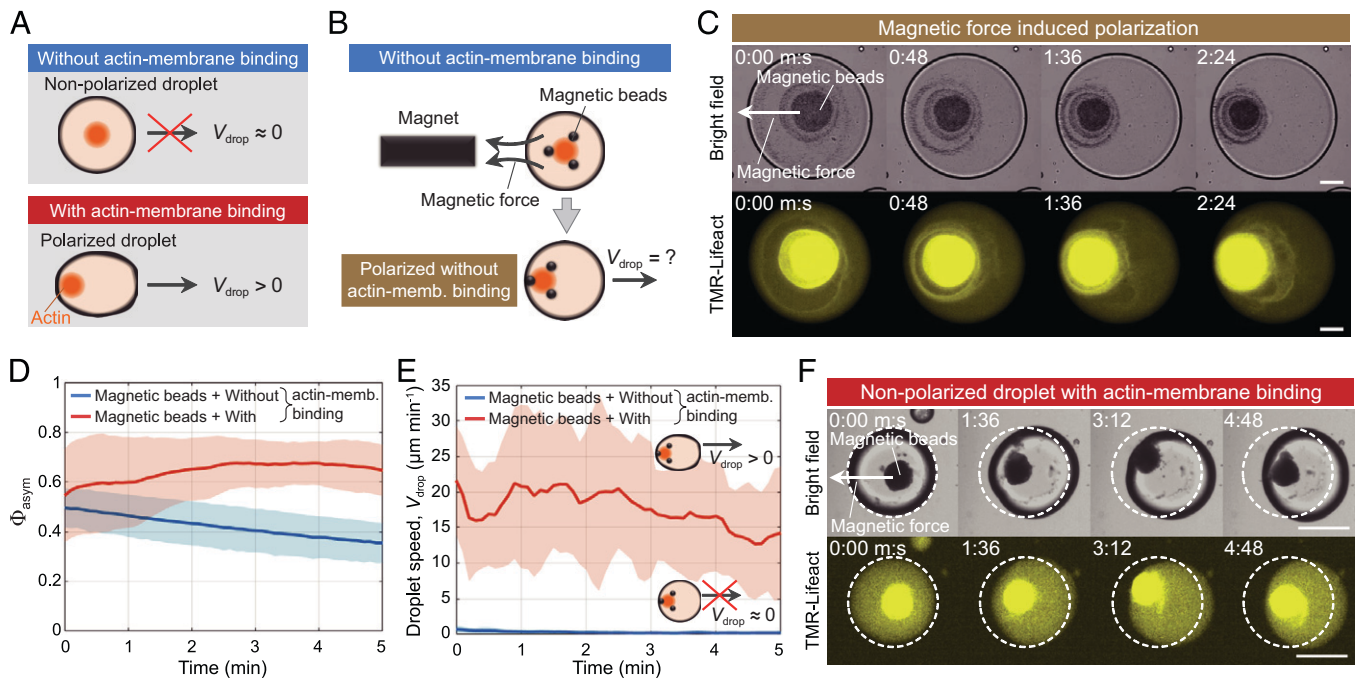 A
Without actin-membrane binding
Non-polarized droplet
V_drop ≈ 0
With actin-membrane binding
Polarized droplet
V_drop > 0
Actin
B
Without actin-membrane binding
Magnetic beads
Magnet
Magnetic force
Polarized without
actin-memb. binding
V_drop = ?
C
Magnetic force induced polarization
Bright field
0:00 m:s
0:48
1:36
2:24
Magnetic beads
Magnetic force
TMR-Lifeact
0:00 m:s
0:48
1:36
2:24
D
Φ_asym
1
0.8
0.6
0.4
0.2
0
Magnetic beads + Without
Magnetic beads + With
actin-memb.
binding
0
1
2
3
4
5
Time (min)
E
Droplet speed, V_drop (μm min⁻¹)
35
30
25
20
15
10
5
0
Magnetic beads + Without
Magnetic beads + With
actin-memb.
binding
V_drop > 0
V_drop ≈ 0
0
1
2
3
4
5
Time (min)
F
Non-polarized droplet with actin-membrane binding
Bright field
0:00 m:s
1:36
3:12
4:48
Magnetic beads
Magnetic force
TMR-Lifeact
0:00 m:s
1:36
3:12
4:48